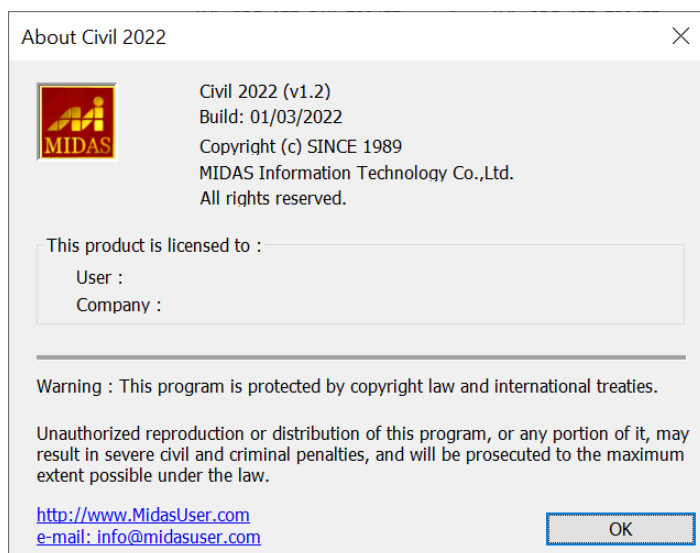 About Civil 2022
MIDAS
Civil 2022 (v1.2)
Build: 01/03/2022
Copyright (c) SINCE 1989
MIDAS Information Technology Co.,Ltd.
All rights reserved.
This product is licensed to :
User :
Company :
Warning : This program is protected by copyright law and international treaties.
Unauthorized reproduction or distribution of this program, or any portion of it, may
result in severe civil and criminal penalties, and will be prosecuted to the maximum
extent possible under the law.
http://www.MidasUser.com
e-mail: info@midasuser.com
OK